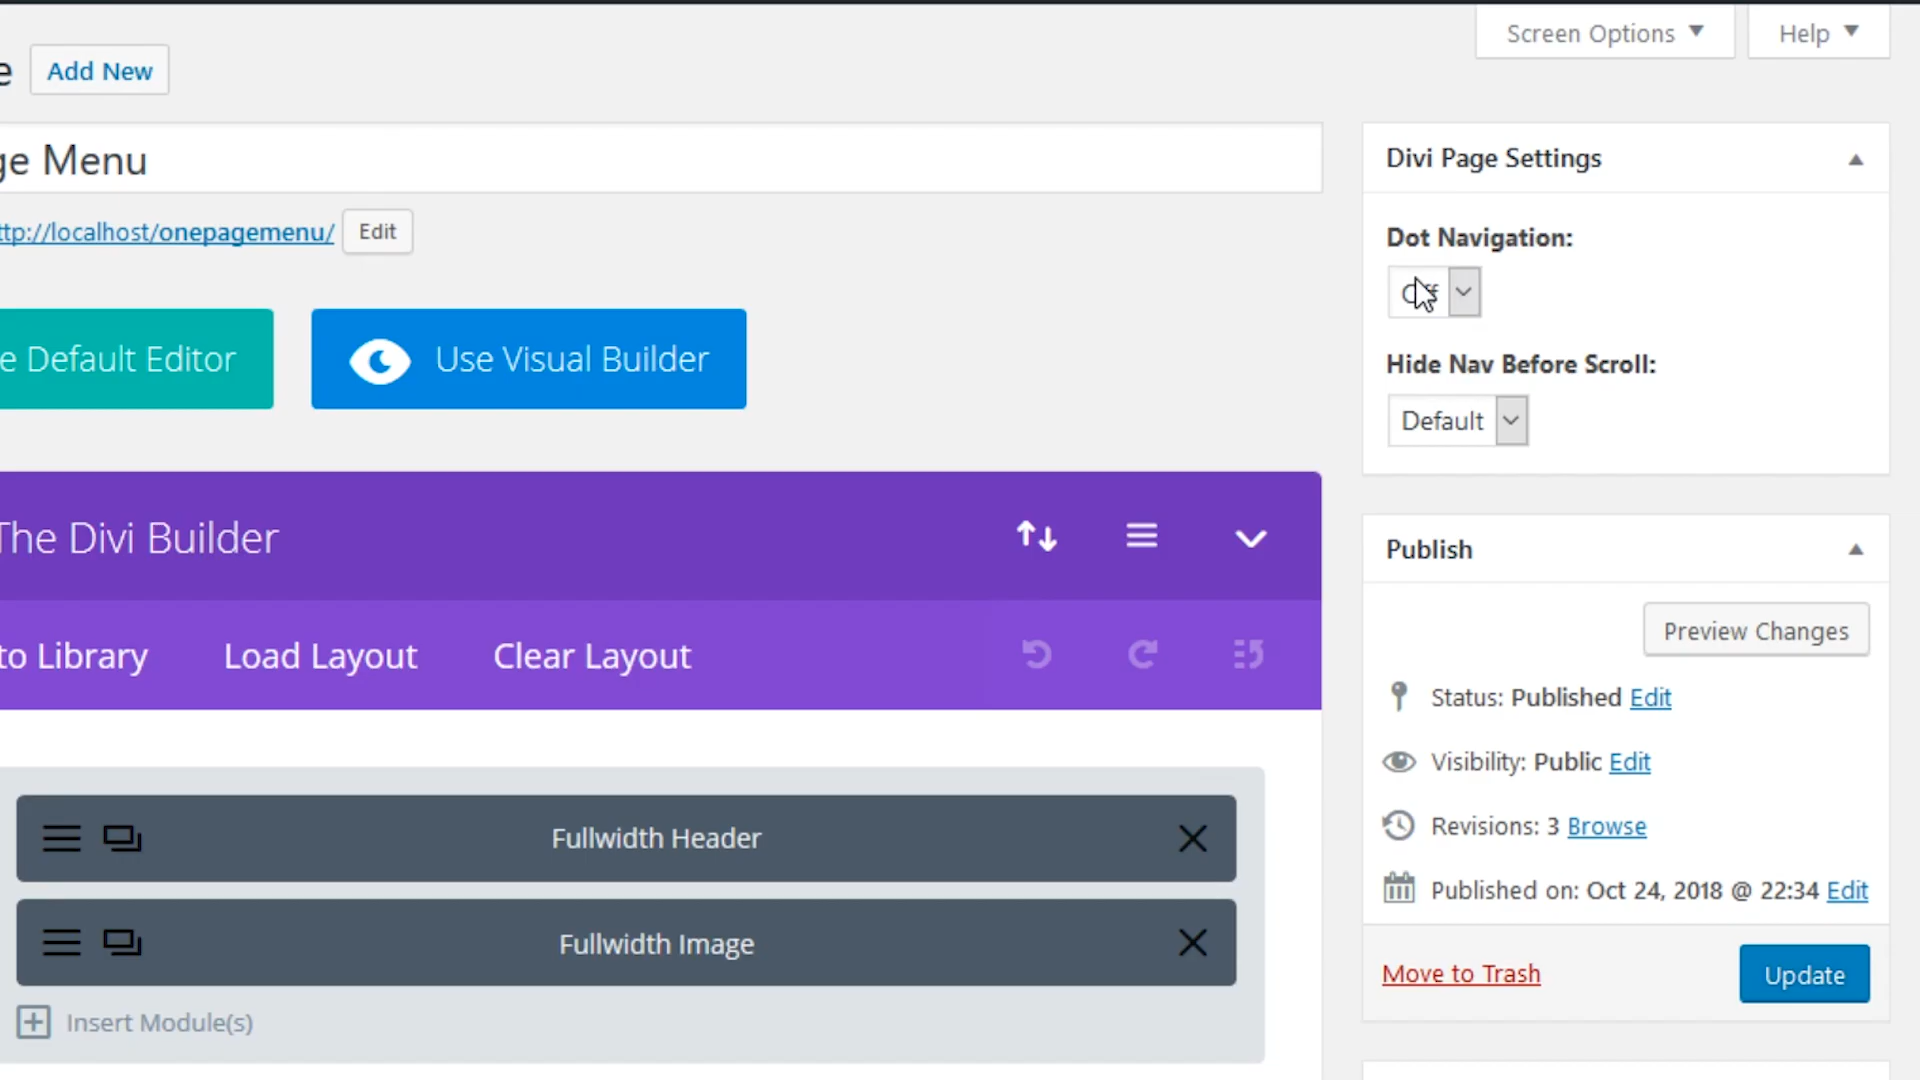 Screen Options
Help
e
Add New
ge Menu
ttp://localhost/onepagemenu/
Edit
Divi Page Settings
Dot Navigation:
Off
Hide Nav Before Scroll:
Default
e Default Editor
Use Visual Builder
The Divi Builder
to Library
Load Layout
Clear Layout
Publish
Preview Changes
Status: Published Edit
Visibility: Public Edit
Revisions: 3 Browse
Published on: Oct 24, 2018 @ 22:34 Edit
Move to Trash
Update
Fullwidth Header
Fullwidth Image
Insert Module(s)